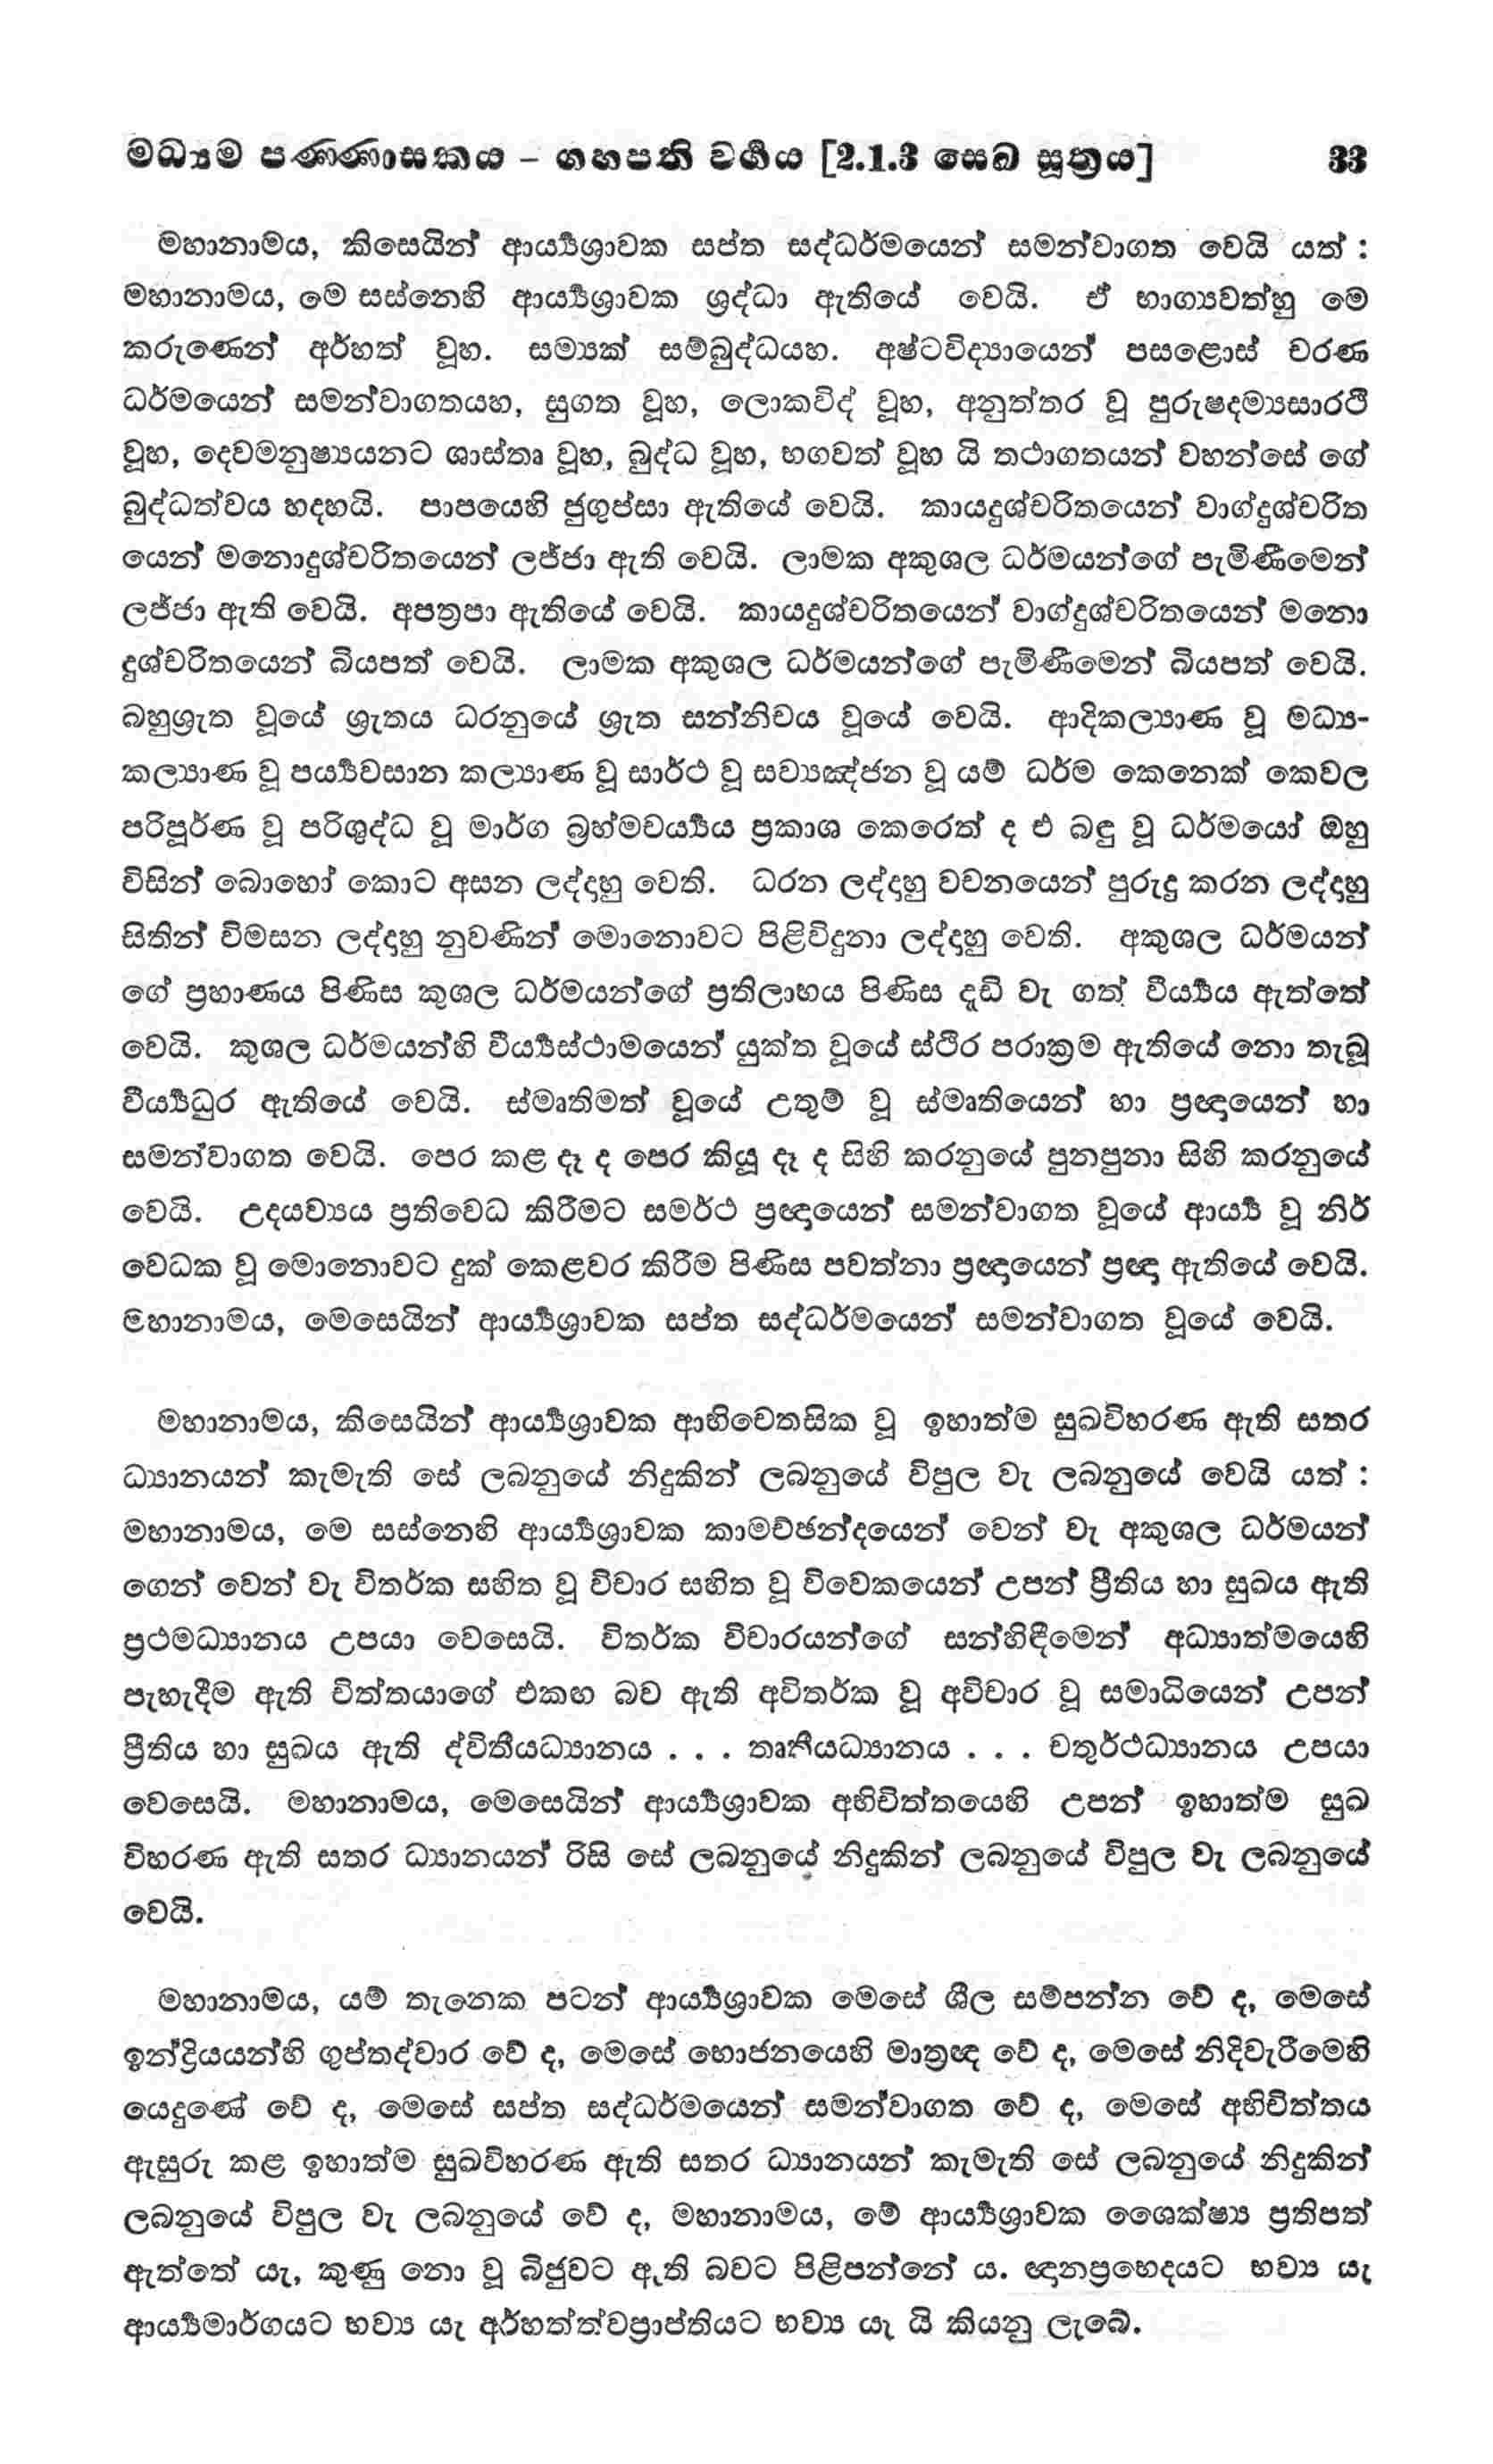 මධ්‍යම පණ්ණාසකය – ගහපති වර්‍ගය [2.1.3 සෙඛ සූත්‍රය] 33
මහානාමය, කිසෙයින් ආර්‍ය්‍යශ්‍රාවක සප්ත සද්ධර්මයෙන් සමන්වාගත වෙයි යත් :
මහානාමය, මෙ සස්නෙහි ආර්‍ය්‍යශ්‍රාවක ශ්‍රද්ධා ඇතියේ වෙයි. ඒ භාග්‍යවත්හු මෙ
කරුණෙන් අර්හත් වූහ. සම්‍යක් සම්බුද්ධයහ. අෂ්ටවිද්‍යායෙන් පසළොස් චරණ
ධර්මයෙන් සමන්වාගතයහ, සුගත වූහ, ලොකවිද් වූහ, අනුත්තර වූ පුරුෂදම්‍යසාරථි
වූහ, දෙවමනුෂ්‍යයනට ශාස්තෘ වූහ, බුද්ධ වූහ, භගවත් වූහ යි තථාගතයන් වහන්සේ ගේ
බුද්ධත්වය හදහයි. පාපයෙහි ජුගුප්සා ඇතියේ වෙයි. කායදුශ්චරිතයෙන් වාග්දුශ්චරිත
යෙන් මනොදුශ්චරිතයෙන් ලජ්ජා ඇති වෙයි. ලාමක අකුශල ධර්මයන්ගේ පැමිණීමෙන්
ලජ්ජා ඇති වෙයි. අපත්‍රපා ඇතියේ වෙයි. කායදුශ්චරිතයෙන් වාග්දුශ්චරිතයෙන් මනො
දුශ්චරිතයෙන් බියපත් වෙයි. ලාමක අකුශල ධර්මයන්ගේ පැමිණීමෙන් බියපත් වෙයි.
බහුශ්‍රැත වූයේ ශ්‍රැතය ධරනුයේ ශ්‍රැත සන්නිචය වූයේ වෙයි. ආදිකල්‍යාණ වූ මධ්‍ය-
කල්‍යාණ වූ පර්‍ය්‍යවසාන කල්‍යාණ වූ සාර්ථ වූ සව්‍යඤ්ජන වූ යම් ධර්ම කෙනෙක් කෙවල
පරිපූර්ණ වූ පරිශුද්ධ වූ මාර්ග බ්‍රහ්මචර්‍ය්‍යය ප්‍රකාශ කෙරෙත් ද එ බඳු වූ ධර්මයෝ ඔහු
විසින් බොහෝ කොට අසන ලද්දාහු වෙති. ධරන ලද්දාහු වචනයෙන් පුරුදු කරන ලද්දාහු
සිතින් විමසන ලද්දාහු නුවණින් මොනොවට පිළිවිදුනා ලද්දාහු වෙති. අකුශල ධර්මයන්
ගේ ප්‍රහාණය පිණිස කුශල ධර්මයන්ගේ ප්‍රතිලාභය පිණිස දැඩි වැ ගත් වීර්‍ය්‍යය ඇත්තේ
වෙයි. කුශල ධර්මයන්හි වීර්‍ය්‍යස්ථාමයෙන් යුක්ත වූයේ ස්ථිර පරාක්‍රම ඇතියේ නො තැබූ
වීර්‍ය්‍යධුර ඇතියේ වෙයි. ස්මෘතිමත් වූයේ උතුම් වූ ස්මෘතියෙන් හා ප්‍රඥායෙන් හා
සමන්වාගත වෙයි. පෙර කළ දෑ ද පෙර කියූ දෑ ද සිහි කරනුයේ පුනපුනා සිහි කරනුයේ
වෙයි. උදයව්‍යය ප්‍රතිවෙධ කිරීමට සමර්ථ ප්‍රඥායෙන් සමන්වාගත වූයේ ආර්‍ය්‍ය වූ නිර්
වෙධක වූ මොනොවට දුක් කෙළවර කිරීම පිණිස පවත්නා ප්‍රඥායෙන් ප්‍රඥා ඇතියේ වෙයි.
මහානාමය, මෙසෙයින් ආර්‍ය්‍යශ්‍රාවක සප්ත සද්ධර්මයෙන් සමන්වාගත වූයේ වෙයි.
මහානාමය, කිසෙයින් ආර්‍ය්‍යශ්‍රාවක ආභිචෙතසික වූ ඉහාත්ම සුඛවිහරණ ඇති සතර
ධ්‍යානයන් කැමැති සේ ලබනුයේ නිදුකින් ලබනුයේ විපුල වැ ලබනුයේ වෙයි යත් :
මහානාමය, මෙ සස්නෙහි ආර්‍ය්‍යශ්‍රාවක කාමච්ඡන්දයෙන් වෙන් වැ අකුශල ධර්මයන්
ගෙන් වෙන් වැ විතර්ක සහිත වූ විචාර සහිත වූ විවෙකයෙන් උපන් ප්‍රීතිය හා සුඛය ඇති
ප්‍රථමධ්‍යානය උපයා වෙසෙයි. විතර්ක විචාරයන්ගේ සන්හිඳීමෙන් අධ්‍යාත්මයෙහි
පැහැදීම ඇති චිත්තයාගේ එකඟ බව ඇති අවිතර්ක වූ අවිචාර වූ සමාධියෙන් උපන්
ප්‍රීතිය හා සුඛය ඇති ද්විතීයධ්‍යානය . . . තෘතීයධ්‍යානය . . . චතුර්ථධ්‍යානය උපයා
වෙසෙයි. මහානාමය, මෙසෙයින් ආර්‍ය්‍යශ්‍රාවක අභිචිත්තයෙහි උපන් ඉහාත්ම සුඛ
විහරණ ඇති සතර ධ්‍යානයන් රිසි සේ ලබනුයේ නිදුකින් ලබනුයේ විපුල වැ ලබනුයේ
වෙයි.
මහානාමය, යම් තැනෙක පටන් ආර්‍ය්‍යශ්‍රාවක මෙසේ ශීල සම්පන්න වේ ද, මෙසේ
ඉන්ද්‍රියයන්හි ගුප්තද්වාර වේ ද, මෙසේ භොජනයෙහි මාත්‍රඥ වේ ද, මෙසේ නිදිවැරීමෙහි
යෙදුණේ වේ ද, මෙසේ සප්ත සද්ධර්මයෙන් සමන්වාගත වේ ද, මෙසේ අභිචිත්තය
ඇසුරු කළ ඉහාත්ම සුඛවිහරණ ඇති සතර ධ්‍යානයන් කැමැති සේ ලබනුයේ නිදුකින්
ලබනුයේ විපුල වැ ලබනුයේ වේ ද, මහානාමය, මේ ආර්‍ය්‍යශ්‍රාවක ශෛක්ෂ්‍ය ප්‍රතිපත්
ඇත්තේ යැ, කුණු නො වූ බිජුවට ඇති බවට පිළිපන්නේ ය. ඥානප්‍රභෙදයට භව්‍ය යැ
ආර්‍ය්‍යමාර්ගයට භව්‍ය යැ අර්හත්ත්වප්‍රාප්තියට භව්‍ය යැ යි කියනු ලැබේ.